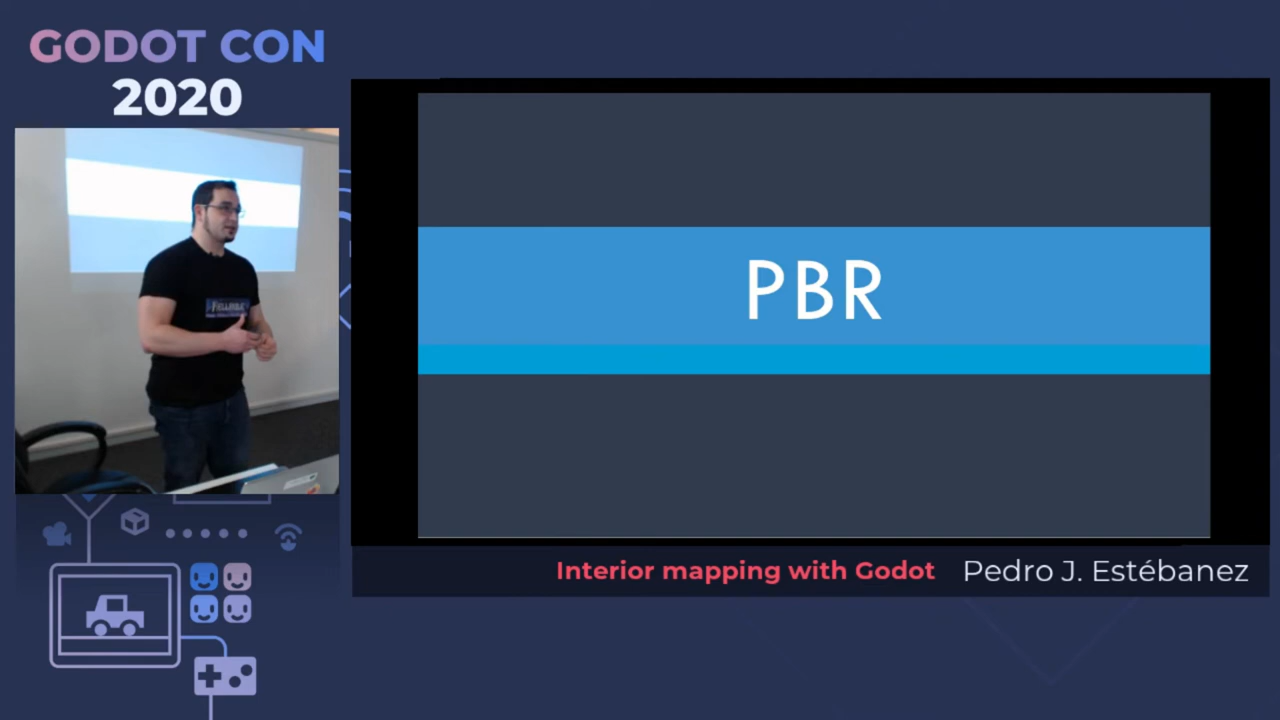 GODOT CON
2020
PBR
Interior mapping with Godot
Pedro J. Estébanez